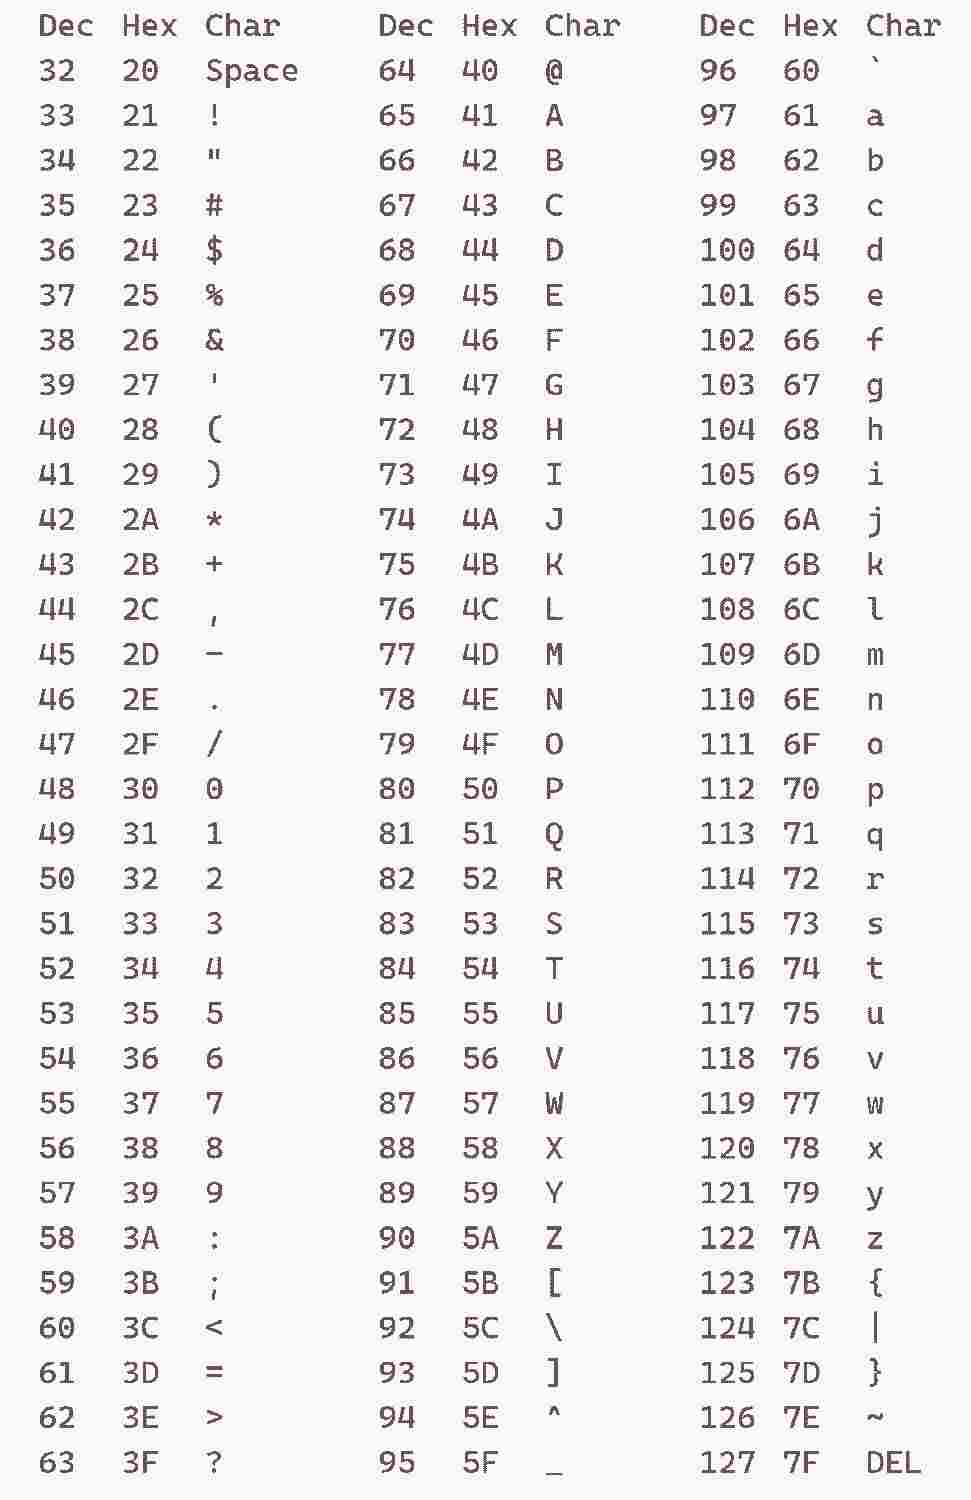 Dec Hex Char Dec Hex Char Dec Hex Char
32 20 Space 64 40 @ 96 60 `
33 21 ! 65 41 A 97 61 a
34 22 " 66 42 B 98 62 b
35 23 # 67 43 C 99 63 c
36 24 $ 68 44 D 100 64 d
37 25 % 69 45 E 101 65 e
38 26 & 70 46 F 102 66 f
39 27 ' 71 47 G 103 67 g
40 28 ( 72 48 H 104 68 h
41 29 ) 73 49 I 105 69 i
42 2A * 74 4A J 106 6A j
43 2B + 75 4B K 107 6B k
44 2C , 76 4C L 108 6C l
45 2D - 77 4D M 109 6D m
46 2E . 78 4E N 110 6E n
47 2F / 79 4F O 111 6F o
48 30 0 80 50 P 112 70 p
49 31 1 81 51 Q 113 71 q
50 32 2 82 52 R 114 72 r
51 33 3 83 53 S 115 73 s
52 34 4 84 54 T 116 74 t
53 35 5 85 55 U 117 75 u
54 36 6 86 56 V 118 76 v
55 37 7 87 57 W 119 77 w
56 38 8 88 58 X 120 78 x
57 39 9 89 59 Y 121 79 y
58 3A : 90 5A Z 122 7A z
59 3B ; 91 5B [ 123 7B {
60 3C < 92 5C \ 124 7C |
61 3D = 93 5D ] 125 7D }
62 3E > 94 5E ^ 126 7E ~
63 3F ? 95 5F _ 127 7F DEL